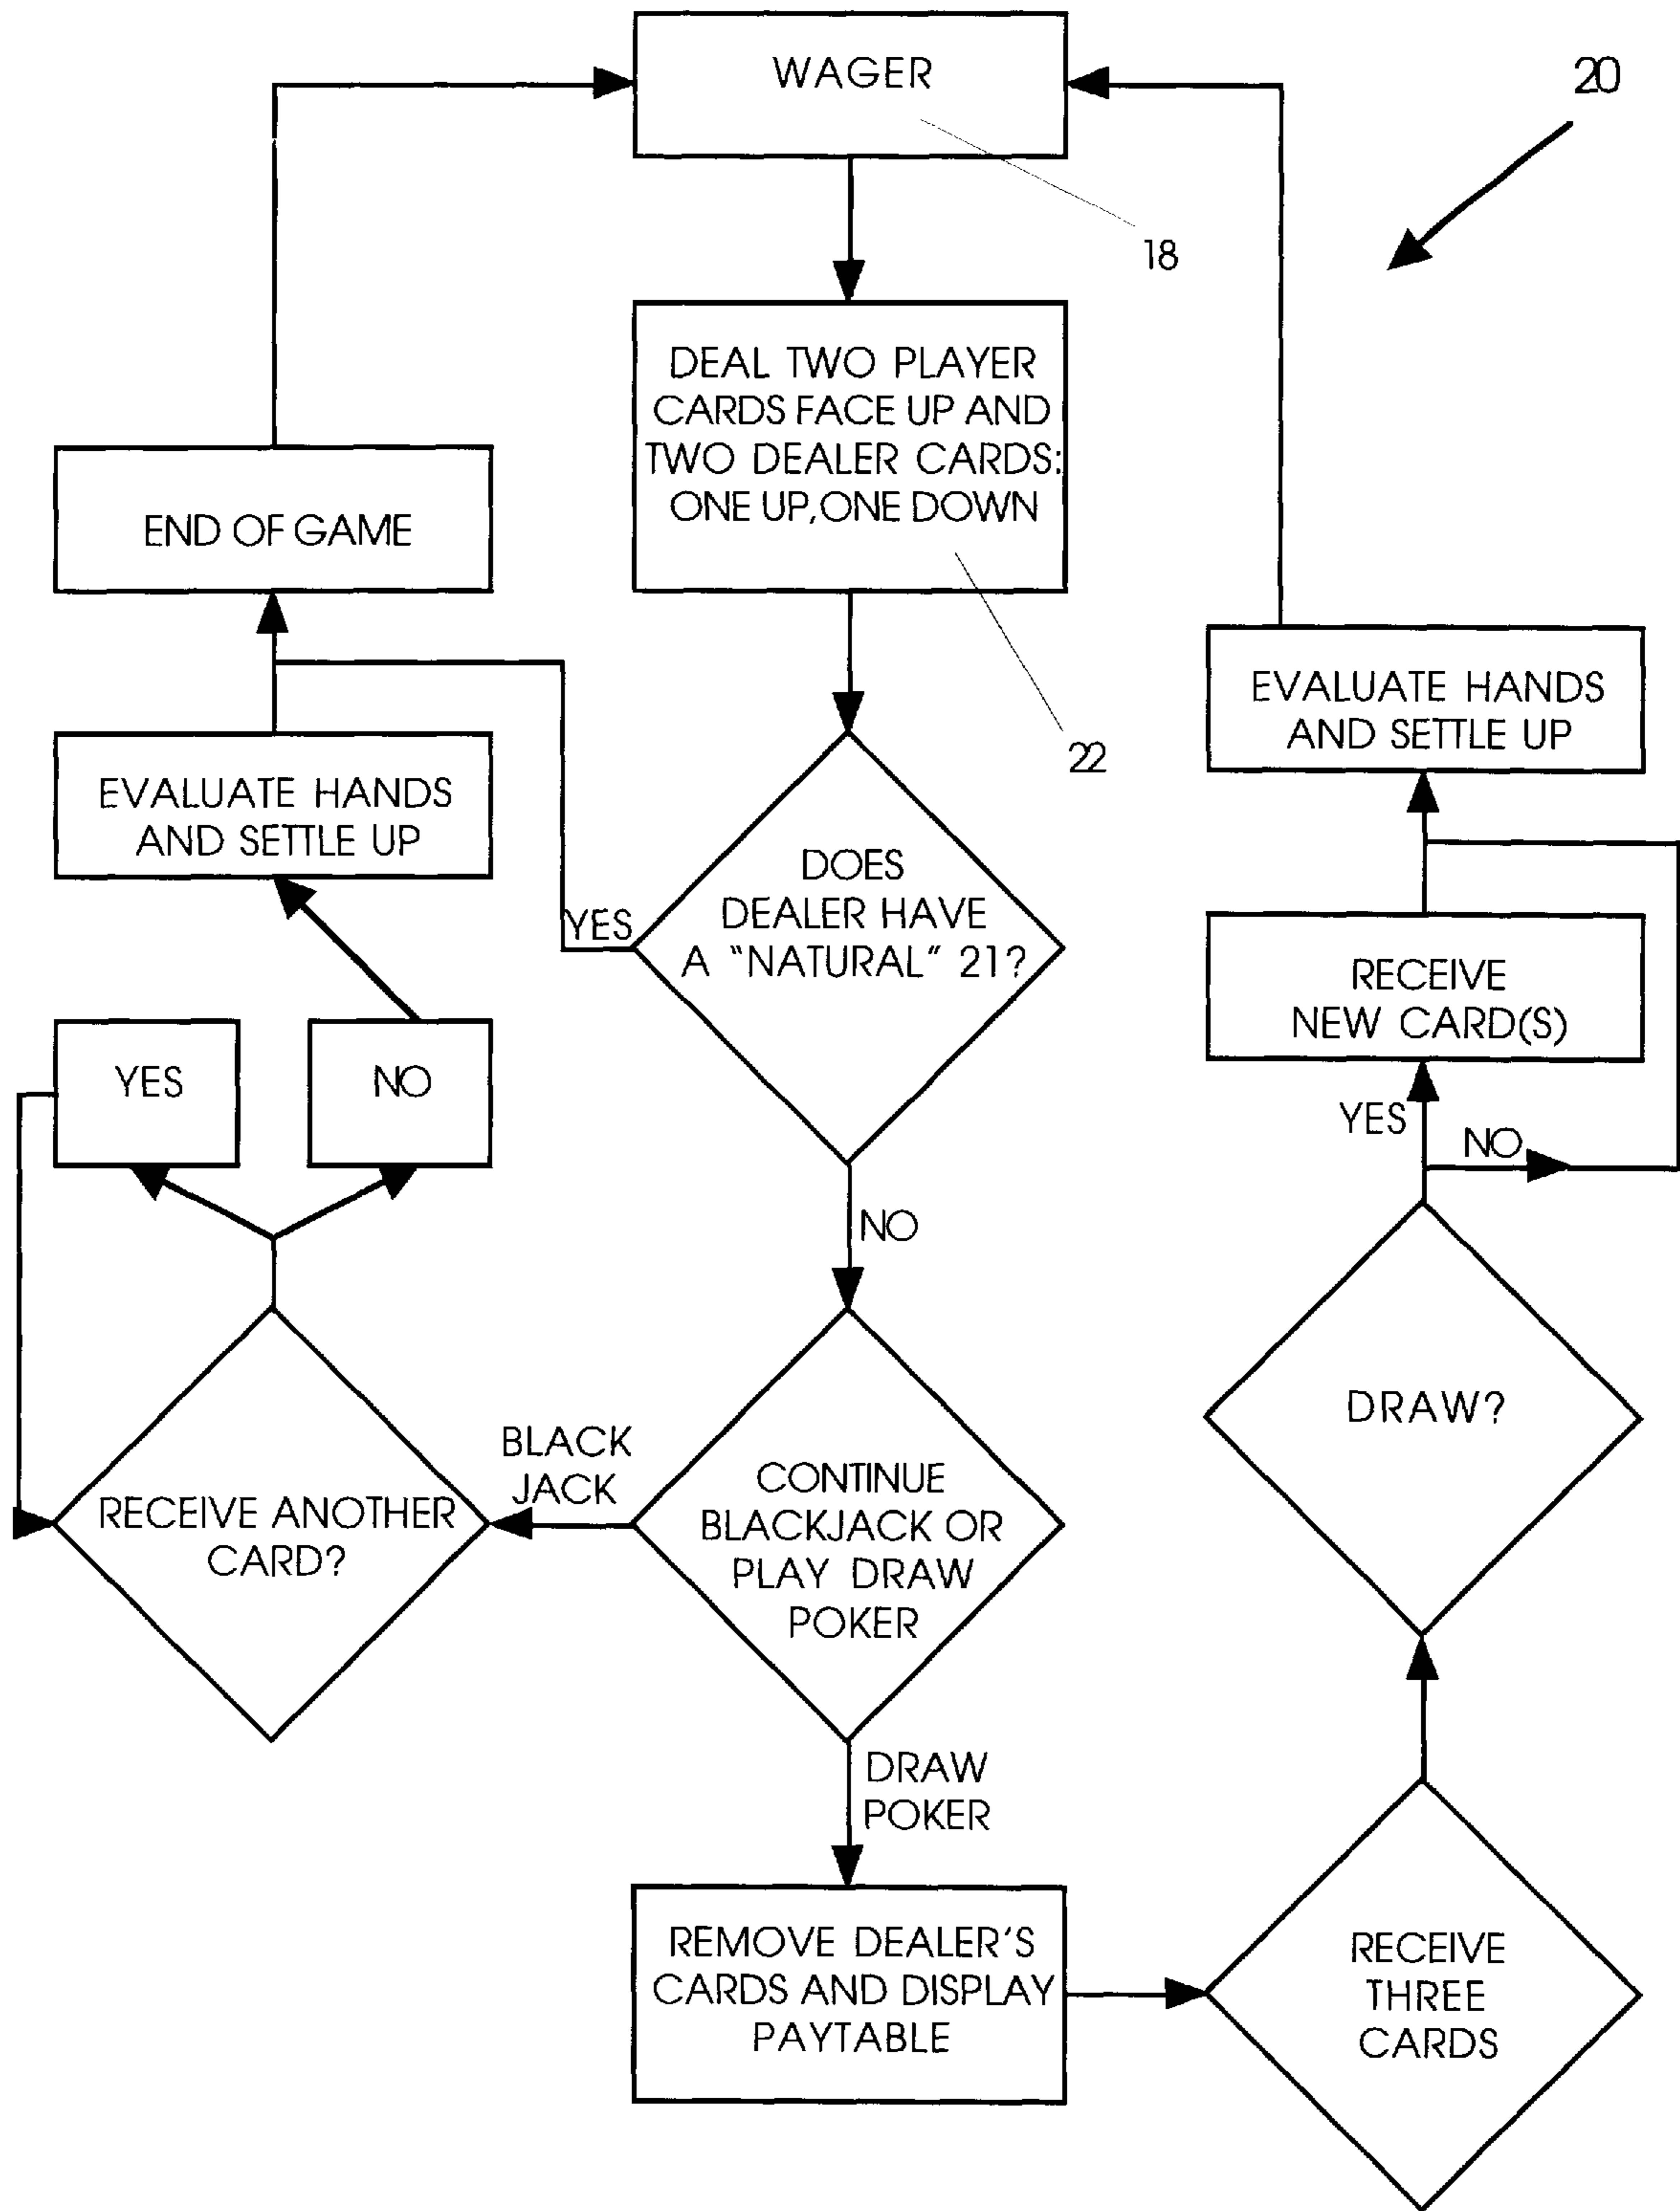 WAGER
20
18
DEAL TWO PLAYER
CARDS FACE UP AND
TWO DEALER CARDS:
ONE UP, ONE DOWN
22
END OF GAME
EVALUATE HANDS
AND SETTLE UP
EVALUATE HANDS
AND SETTLE UP
DOES
DEALER HAVE
A "NATURAL" 21?
YES
NO
RECEIVE
NEW CARD(S)
YES
NO
YES
NO
DRAW?
BLACK
JACK
CONTINUE
BLACKJACK OR
PLAY DRAW
POKER
RECEIVE ANOTHER
CARD?
DRAW
POKER
REMOVE DEALER'S
CARDS AND DISPLAY
PAYTABLE
RECEIVE
THREE
CARDS